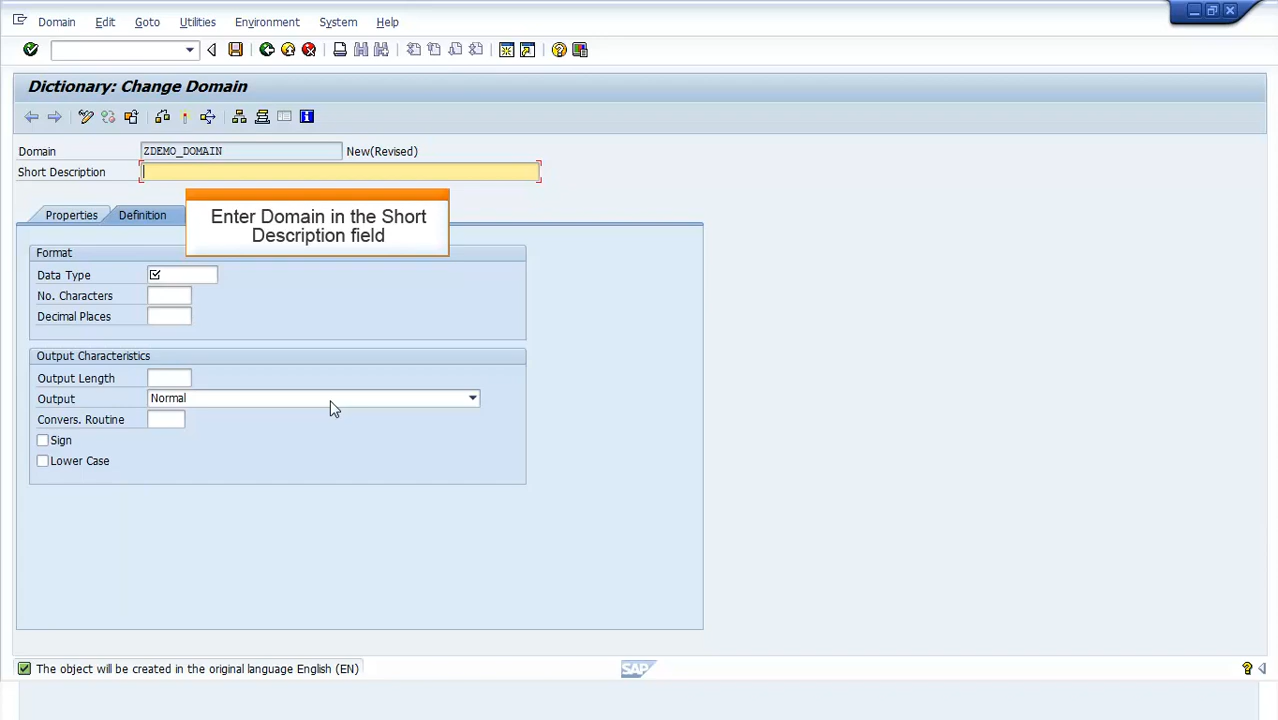 Domain Edit Goto Utilities Environment System Help
Dictionary: Change Domain
Domain ZDEMO_DOMAIN New(Revised)
Short Description
Properties Definition
Enter Domain in the Short
Description field
Format
Data Type
No. Characters
Decimal Places
Output Characteristics
Output Length
Output Normal
Convers. Routine
Sign
Lower Case
The object will be created in the original language English (EN)
SAP